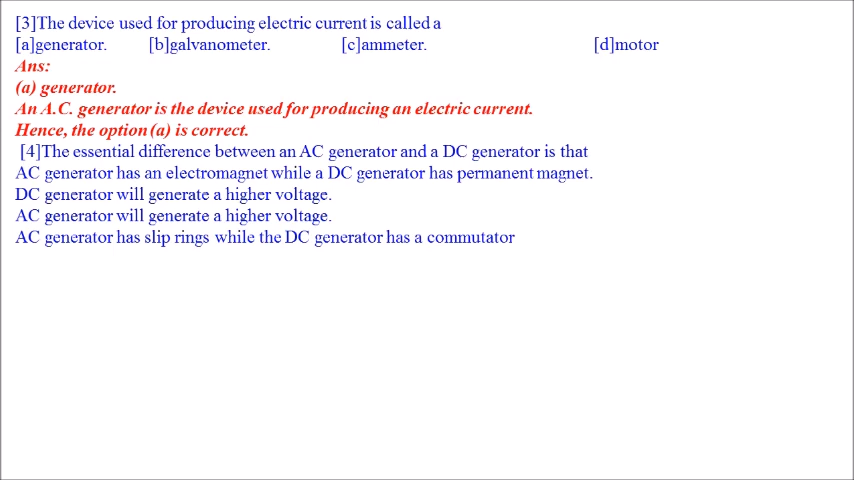 [3]The device used for producing electric current is called a
[a]generator. [b]galvanometer. [c]ammeter. [d]motor
Ans:
(a) generator.
An A.C. generator is the device used for producing an electric current.
Hence, the option (a) is correct.
[4]The essential difference between an AC generator and a DC generator is that
AC generator has an electromagnet while a DC generator has permanent magnet.
DC generator will generate a higher voltage.
AC generator will generate a higher voltage.
AC generator has slip rings while the DC generator has a commutator